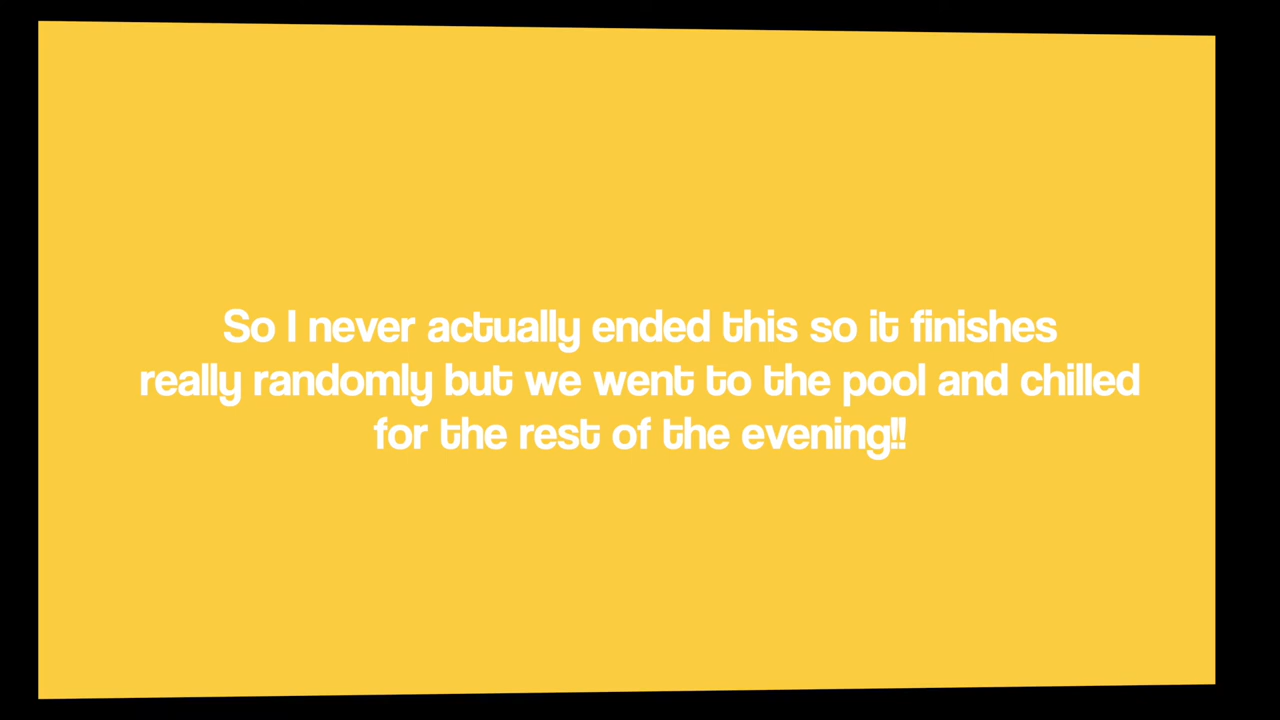 So I never actually ended this so it finishes
really randomly but we went to the pool and chilled
for the rest of the evening!!